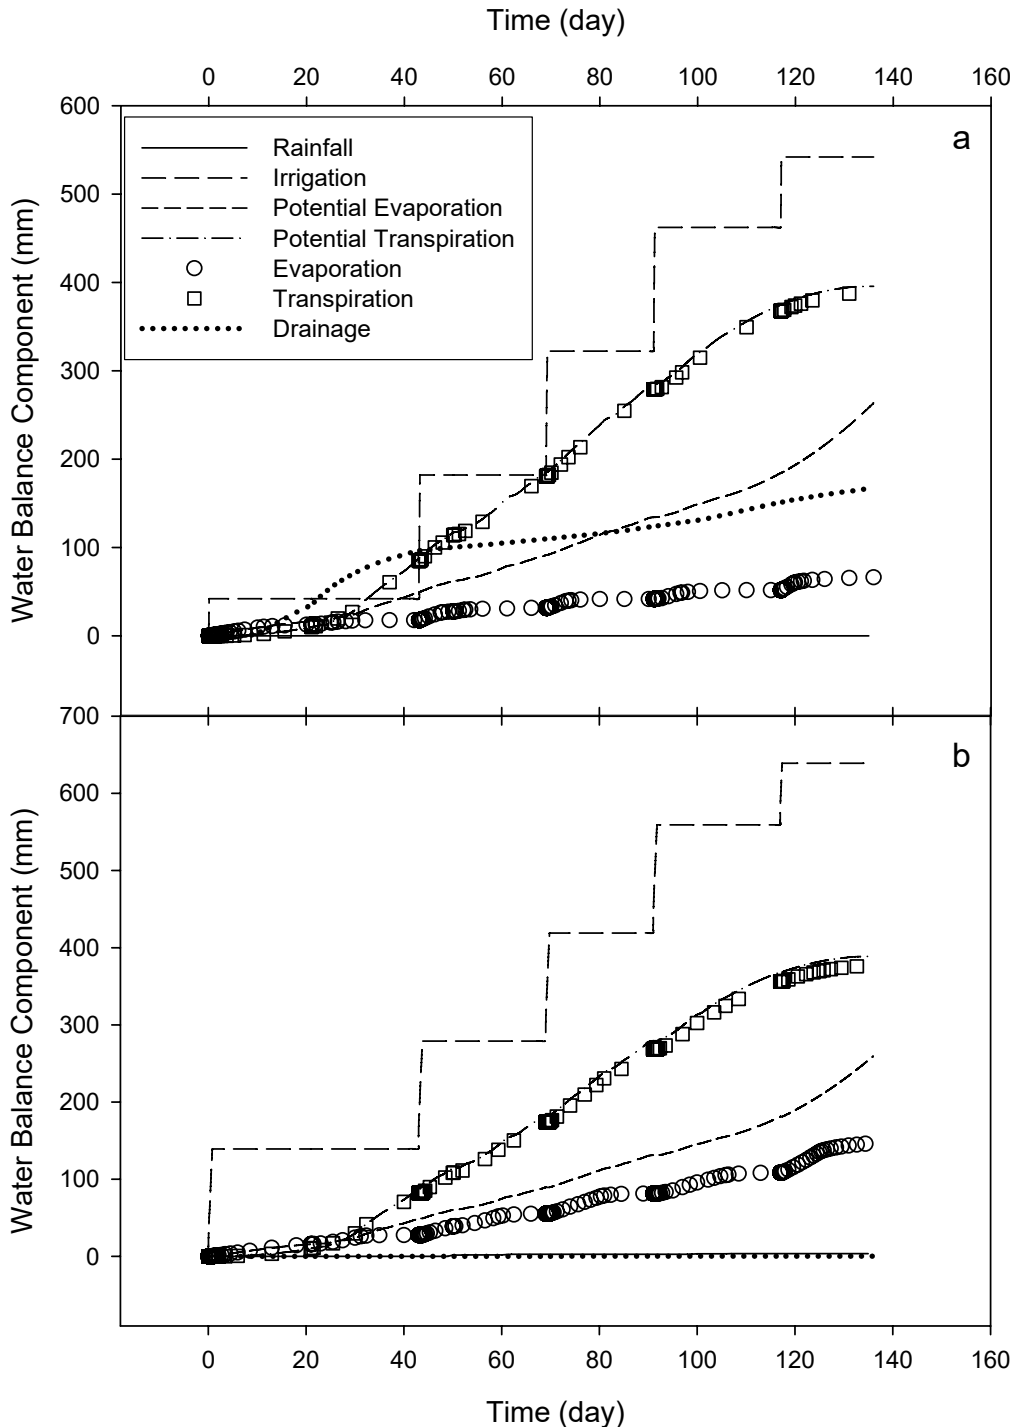 Time (day)
0 20 40 60 80 100 120 140 160
600
a
Rainfall
Irrigation
500
Potential Evaporation
Potential Transpiration
400
Evaporation
Transpiration
Drainage
300
200
100
0
Water Balance Component (mm)
700
b
600
500
400
300
200
100
0
Water Balance Component (mm)
0 20 40 60 80 100 120 140 160
Time (day)